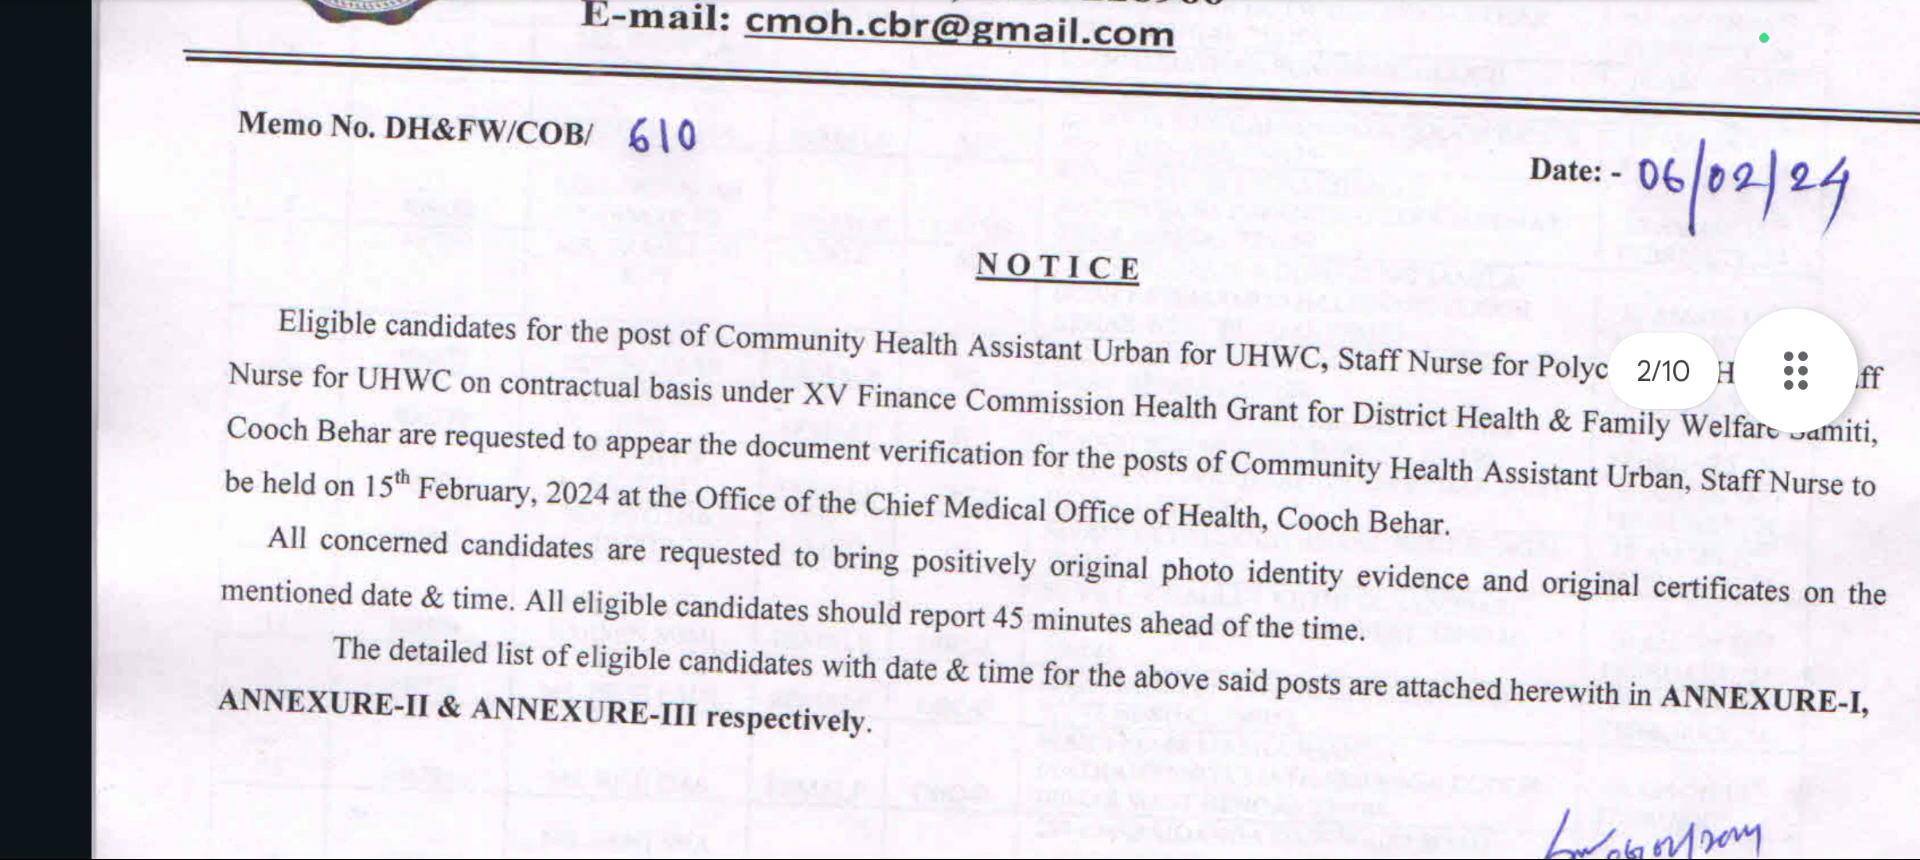 E-mail: cmoh.cbr@gmail.com
Memo No. DH&FW/COB/ 610
Date: - 06/02/24
NOTICE
Eligible candidates for the post of Community Health Assistant Urban for UHWC, Staff Nurse for
2/10
Nurse for UHWC on contractual basis under XV Finance Commission Health Grant for District Health & Family Welfare Samiti,
Cooch Behar are requested to appear the document verification for the posts of Community Health Assistant Urban, Staff Nurse to
be held on 15th February, 2024 at the Office of the Chief Medical Office of Health, Cooch Behar.
All concerned candidates are requested to bring positively original photo identity evidence and original certificates on the
mentioned date & time. All eligible candidates should report 45 minutes ahead of the time.
The detailed list of eligible candidates with date & time for the above said posts are attached herewith in ANNEXURE-I,
ANNEXURE-II & ANNEXURE-III respectively.